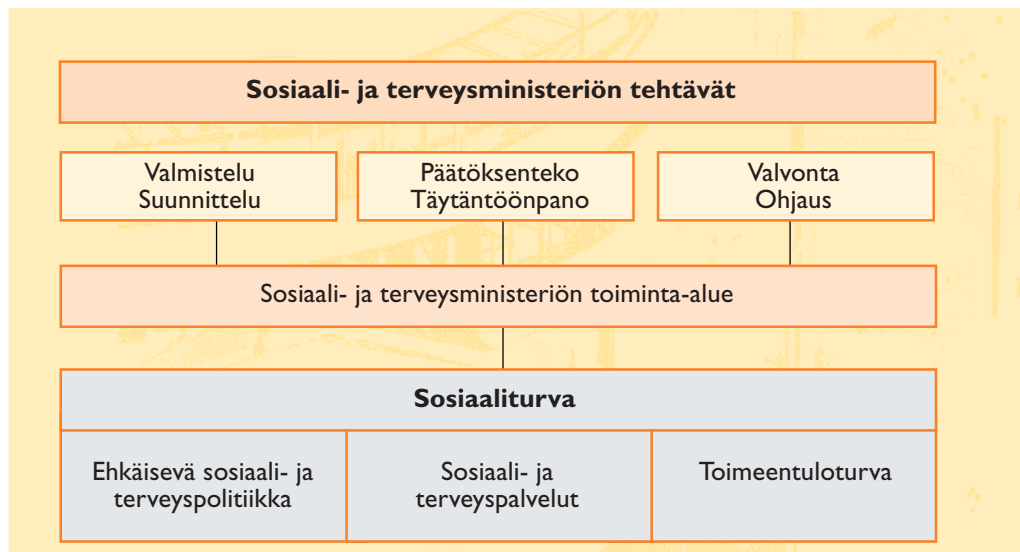 Sosiaali- ja terveysministeriön tehtävät
Valmistelu
Suunnittelu
Päätöksenteko
Täytäntöönpano
Valvonta
Ohjaus
Sosiaali- ja terveysministeriön toiminta-alue
Sosiaaliturva
Ehkäisevä sosiaali- ja
terveyspolitiikka
Sosiaali- ja
terveyspalvelut
Toimeentuloturva